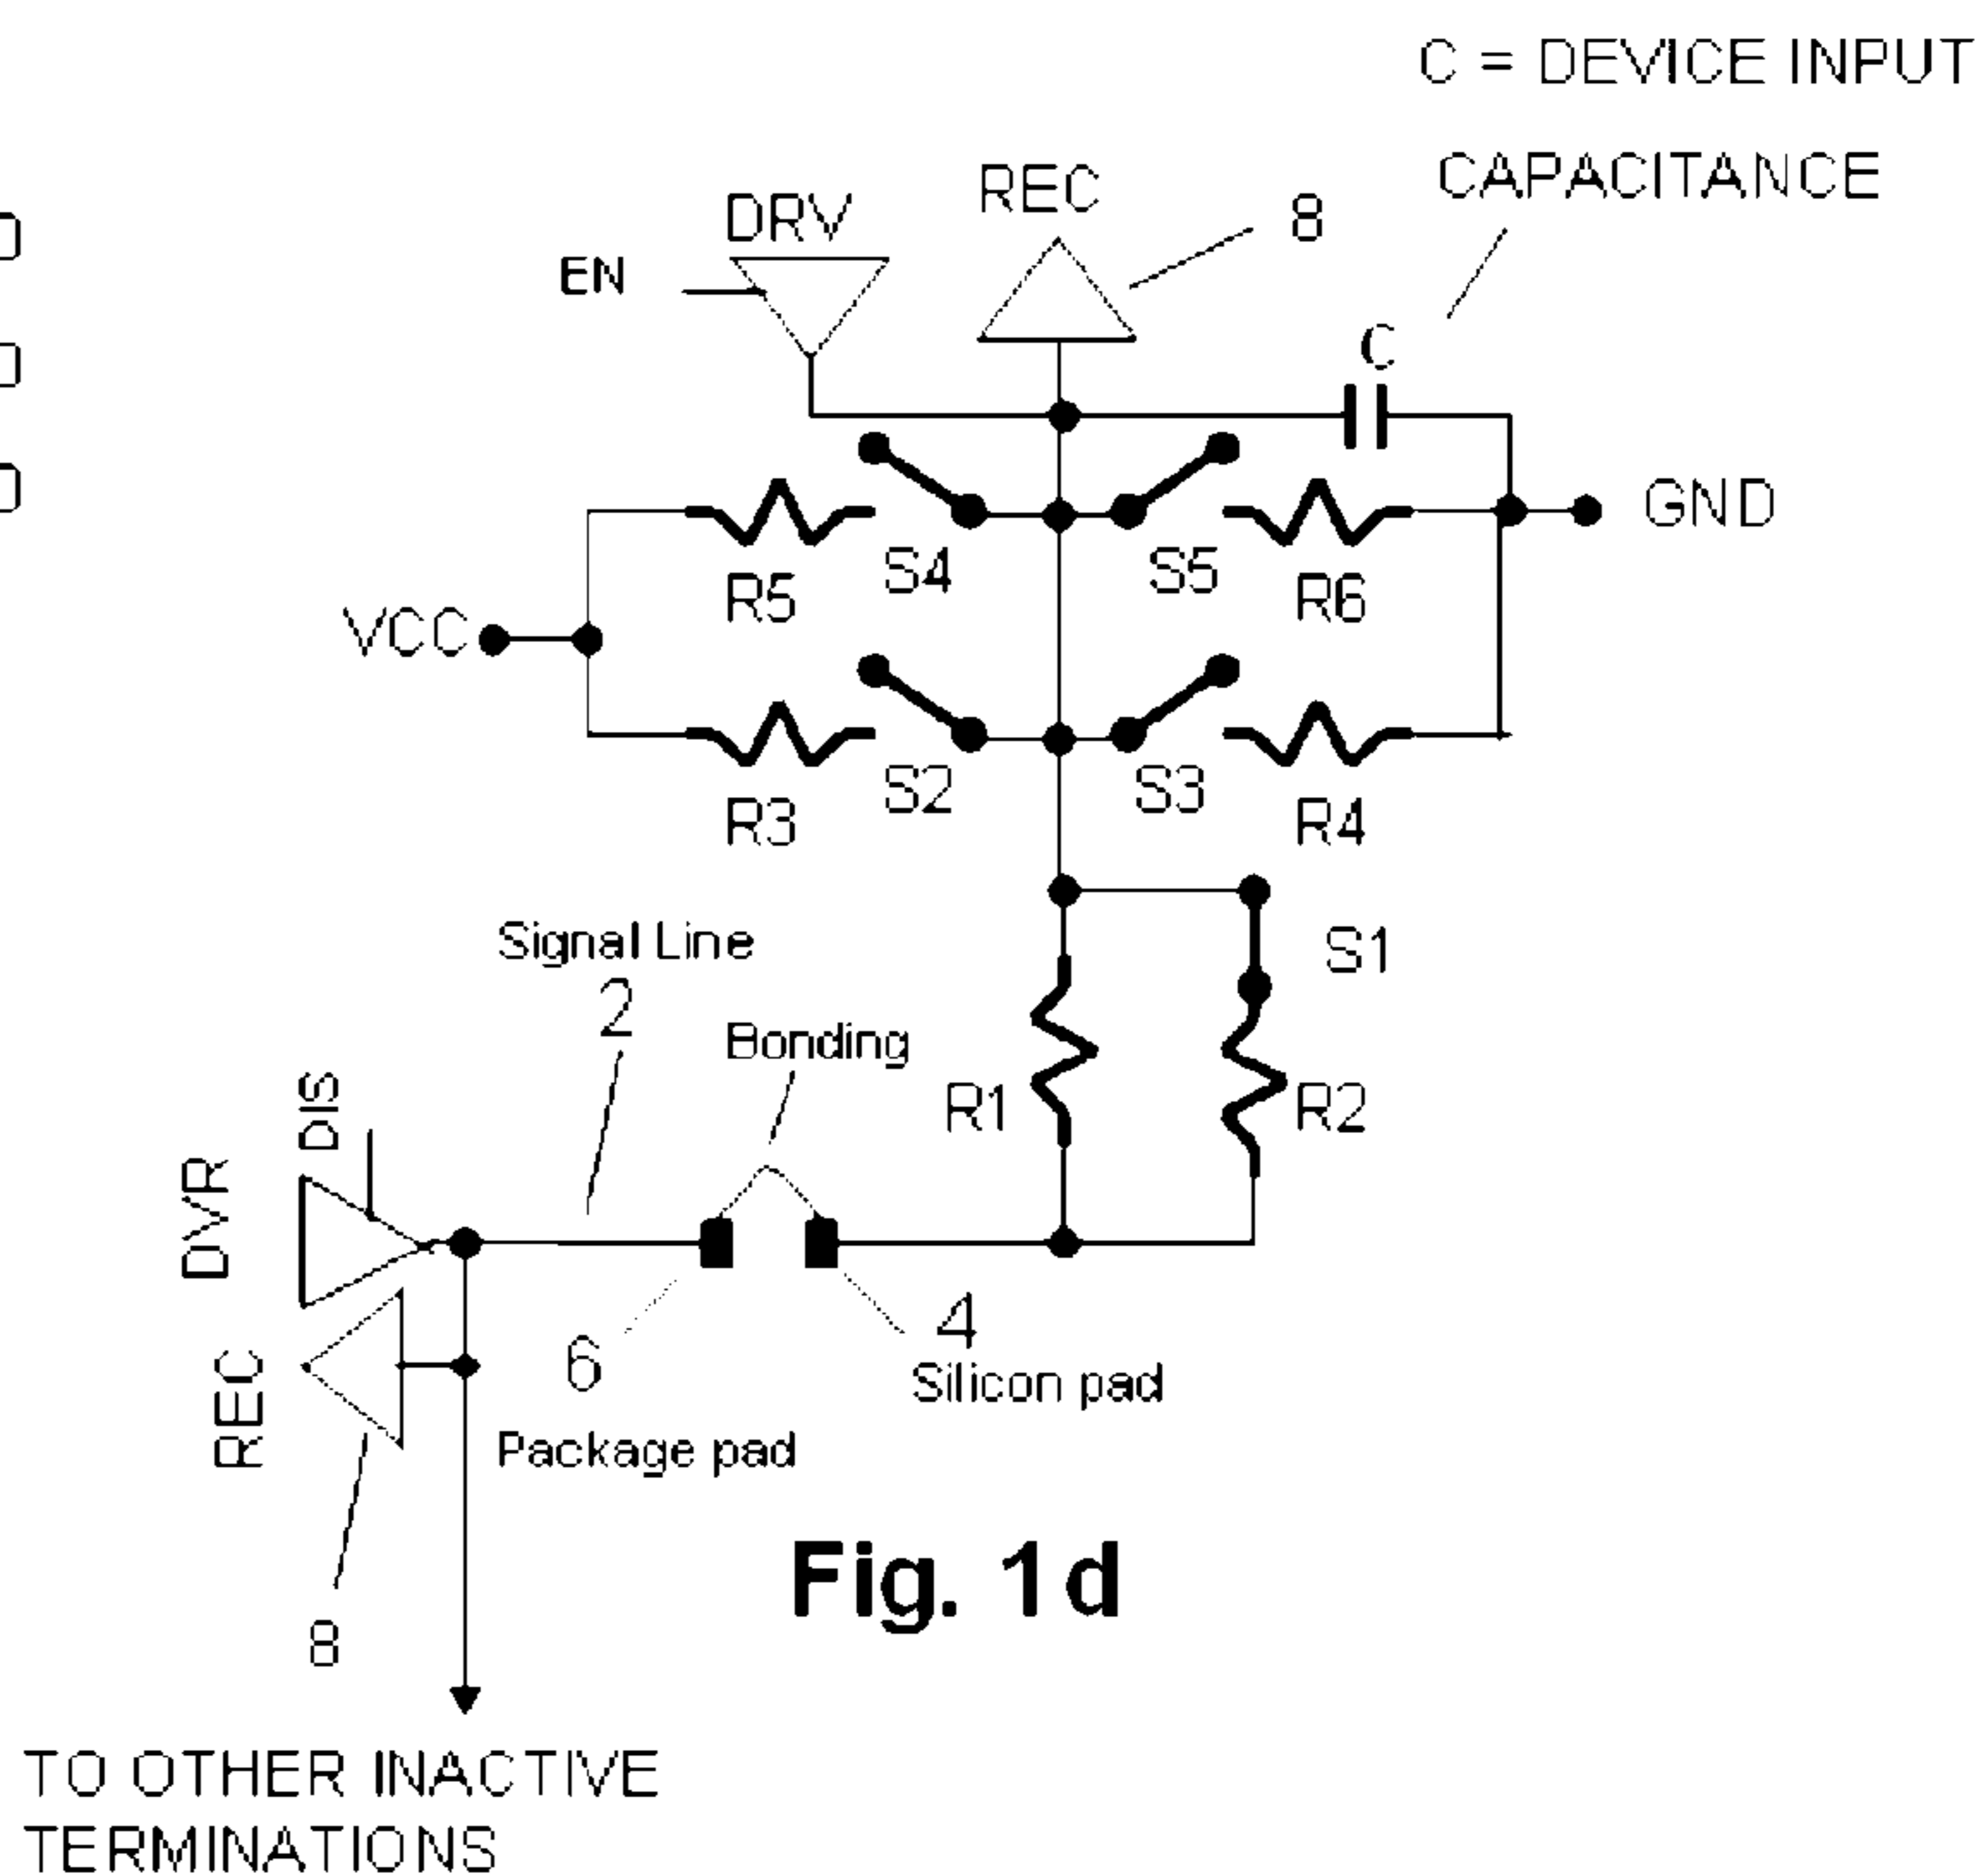 C = DEVICE INPUT
CAPACITANCE
REC
8
DRV
EN
C
D
D
D
GND
S4
S5
R5
R6
VCC
S2
S3
R3
R4
Signal Line
2
S1
Bonding
R1
R2
DIS
DVR
4
6
Silicon pad
REC
Package pad
Fig. 1d
8
TO OTHER INACTIVE
TERMINATIONS